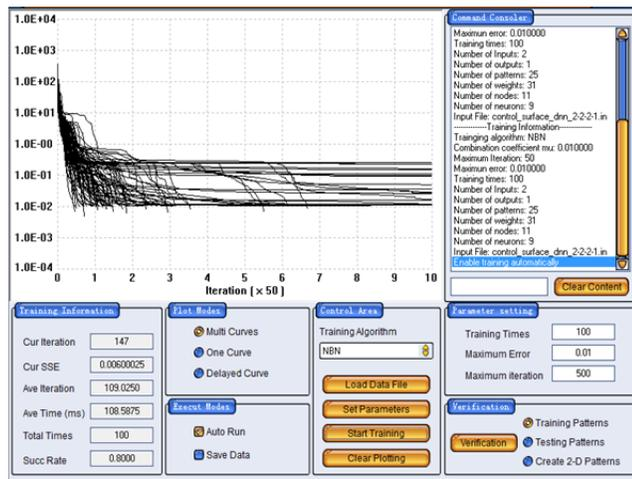 1.0E+04
1.0E+03
1.0E+02
1.0E+01
1.0E-00
1.0E-01
1.0E-02
1.0E-03
1.0E-04
0 1 2 3 4 5 6 7 8 9 10
Iteration [ x 50 ]
Command Consoler
Maximun error: 0.010000
Training times: 100
Number of Inputs: 2
Number of outputs: 1
Number of patterns: 25
Number of weights: 31
Number of nodes: 11
Number of neurons: 9
Input File: control_surface_dnn_2-2-2-1.in
--------------Training Information--------------
Trainging algorithm: NBN
Combination coefficient mu: 0.010000
Maximum Iteration: 50
Maximun error: 0.010000
Training times: 100
Number of Inputs: 2
Number of outputs: 1
Number of patterns: 25
Number of weights: 31
Number of nodes: 11
Number of neurons: 9
Input File: control_surface_dnn_2-2-2-1.in
Enable training automatically
Clear Content
Training Information
Cur Iteration 147
Cur SSE 0.00600025
Ave Iteration 109.0250
Ave Time (ms) 108.5875
Total Times 100
Succ Rate 0.8000
Plot Modes
Multi Curves
One Curve
Delayed Curve
Execut Modes
Auto Run
Save Data
Control Area
Training Algorithm
NBN
Load Data File
Set Parameters
Start Training
Clear Plotting
Parameter setting
Training Times 100
Maximum Error 0.01
Maximum iteration 500
Verification
Verification
Training Patterns
Testing Patterns
Create 2-D Patterns